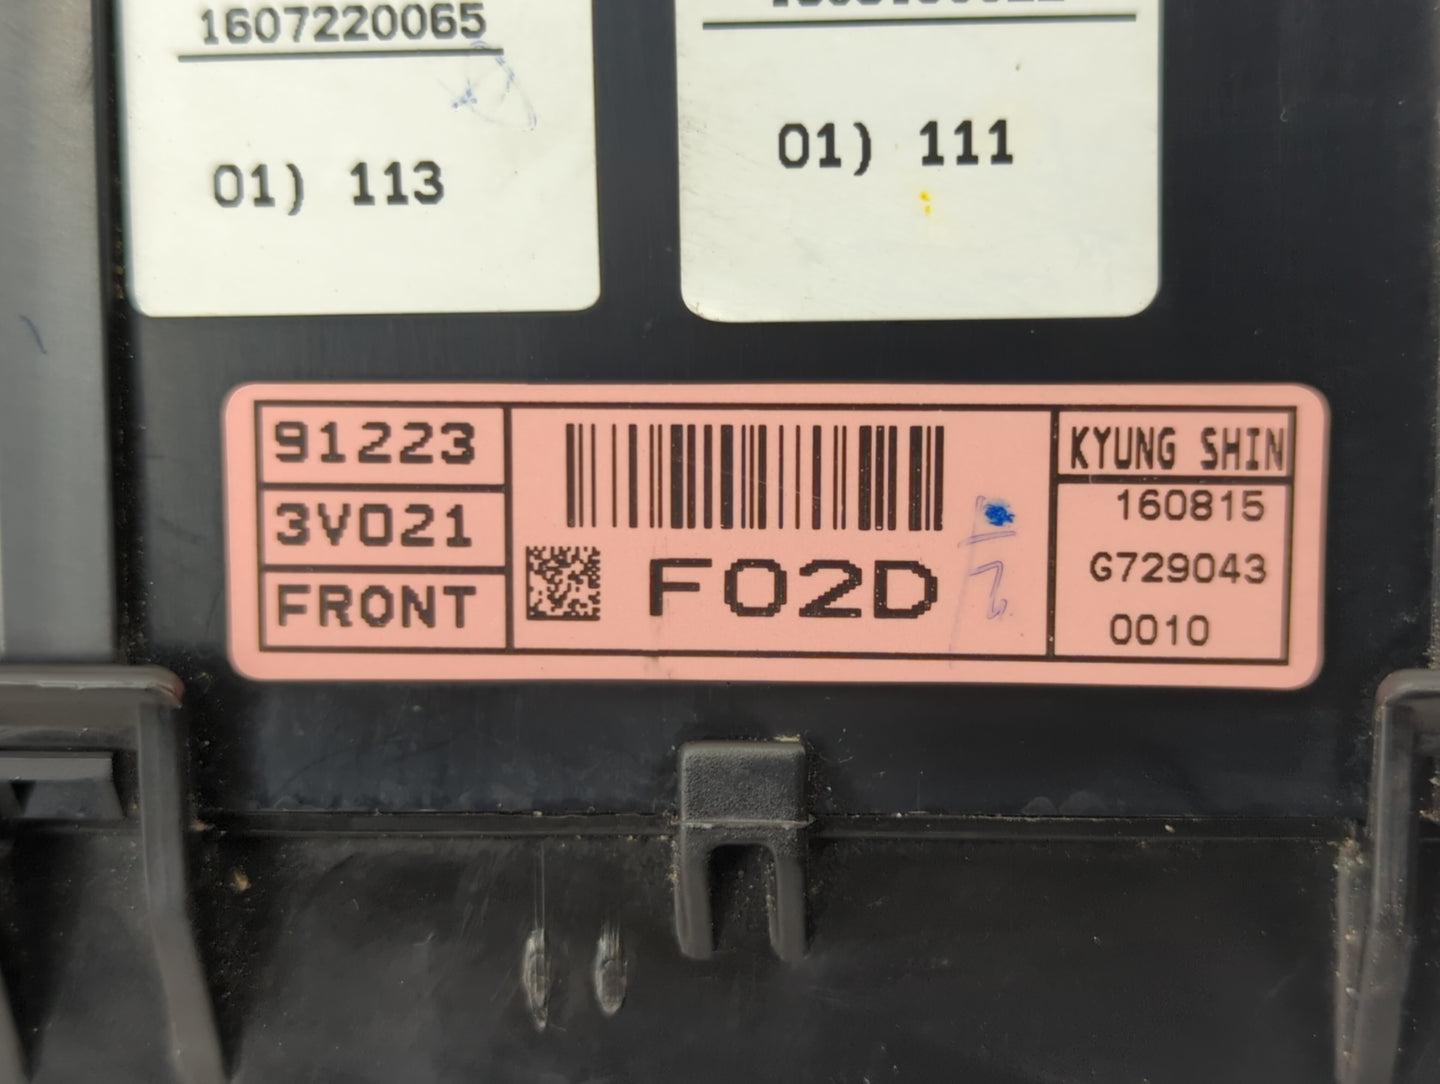 1607220065
01) 113
01) 111
91223
3V021
FRONT
F02D
KYUNG SHIN
160815
G729043
0010